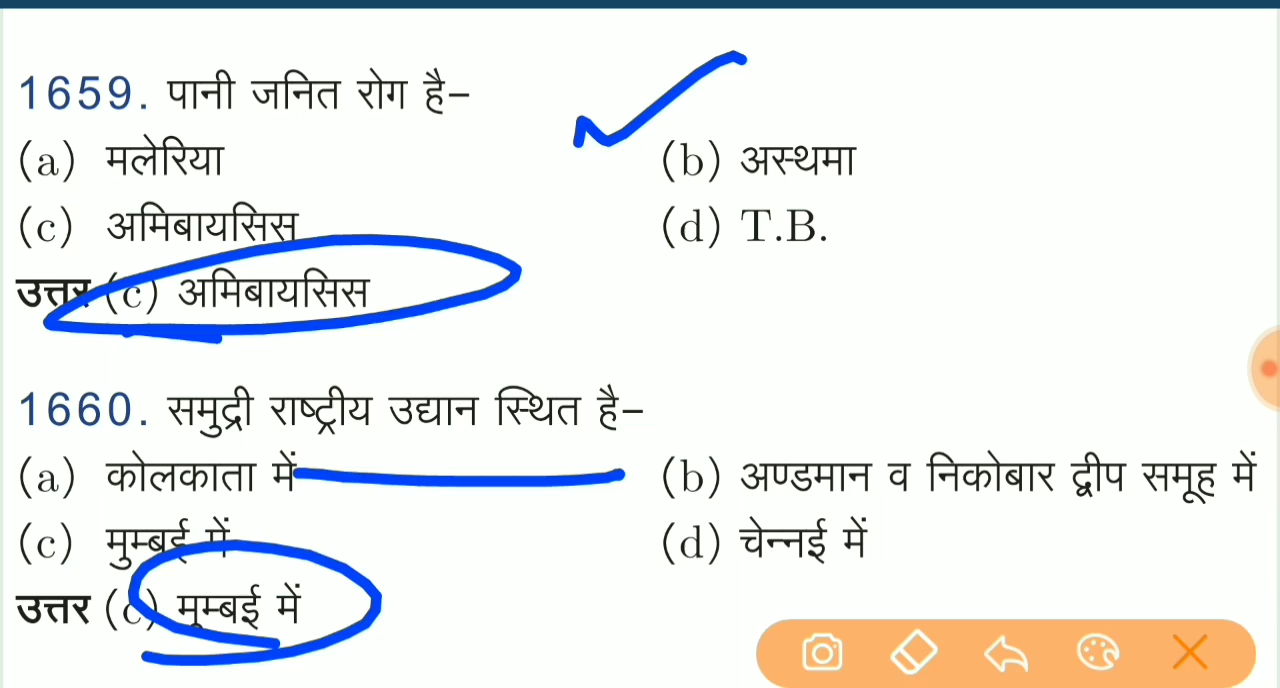 1659. पानी जनित रोग है–
(a) मलेरिया (b) अस्थमा
(c) अमिबायसिस (d) T.B.
उत्तर (c) अमिबायसिस
1660. समुद्री राष्ट्रीय उद्यान स्थित है–
(a) कोलकाता में (b) अण्डमान व निकोबार द्वीप समूह में
(c) मुम्बई में (d) चेन्नई में
उत्तर (c) मुम्बई में